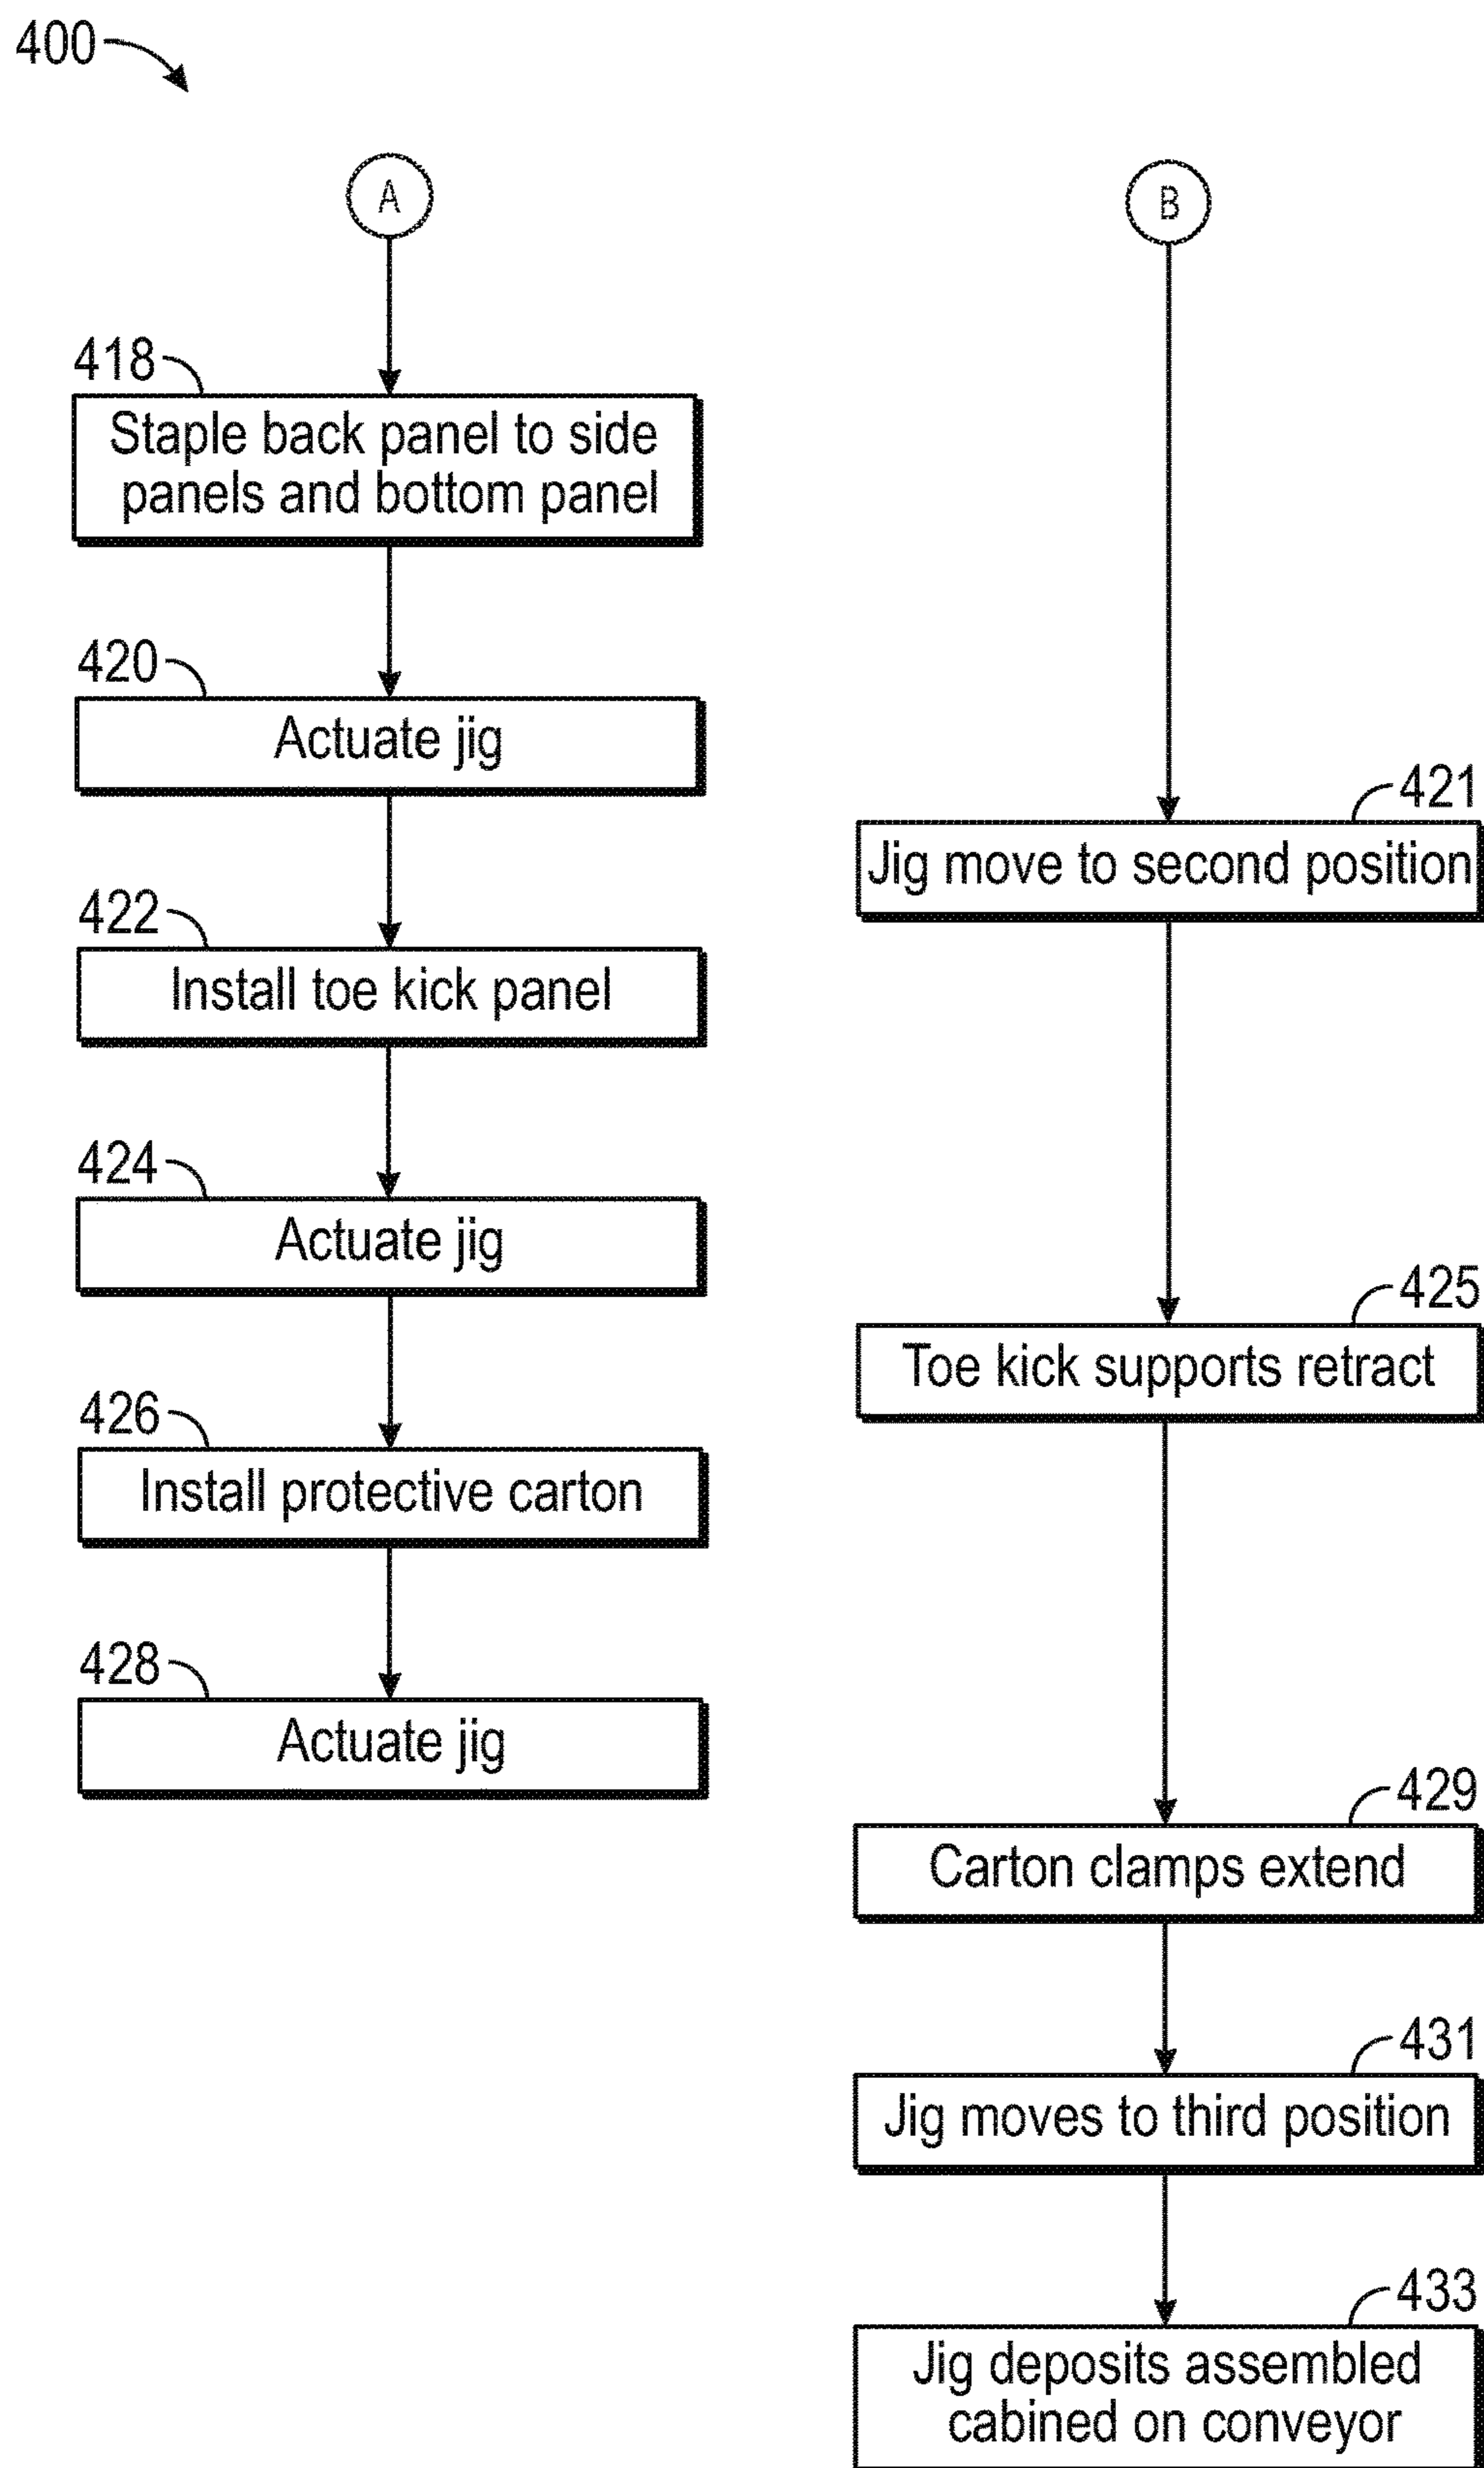 400
A
418
Staple back panel to side
panels and bottom panel
420
Actuate jig
422
Install toe kick panel
424
Actuate jig
426
Install protective carton
428
Actuate jig
B
421
Jig move to second position
425
Toe kick supports retract
429
Carton clamps extend
431
Jig moves to third position
433
Jig deposits assembled
cabined on conveyor